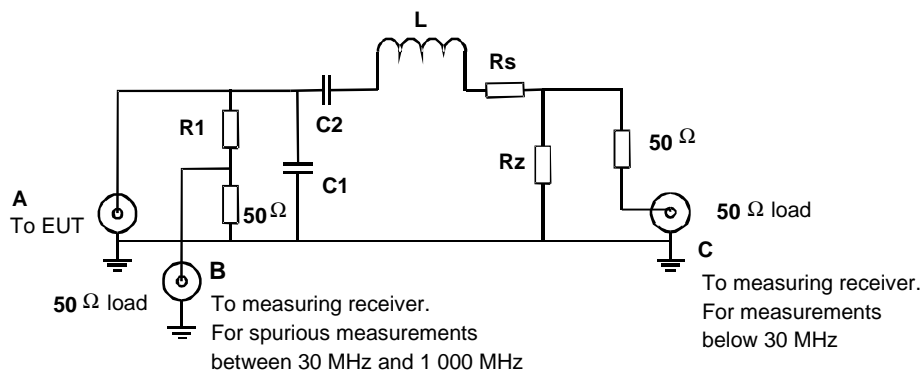 L
Rs
R1
C2
50 Ω
Rz
C1
A
To EUT
50 Ω
50 Ω load
C
B
50 Ω load
To measuring receiver.
For spurious measurements
between 30 MHz and 1 000 MHz
To measuring receiver.
For measurements
below 30 MHz